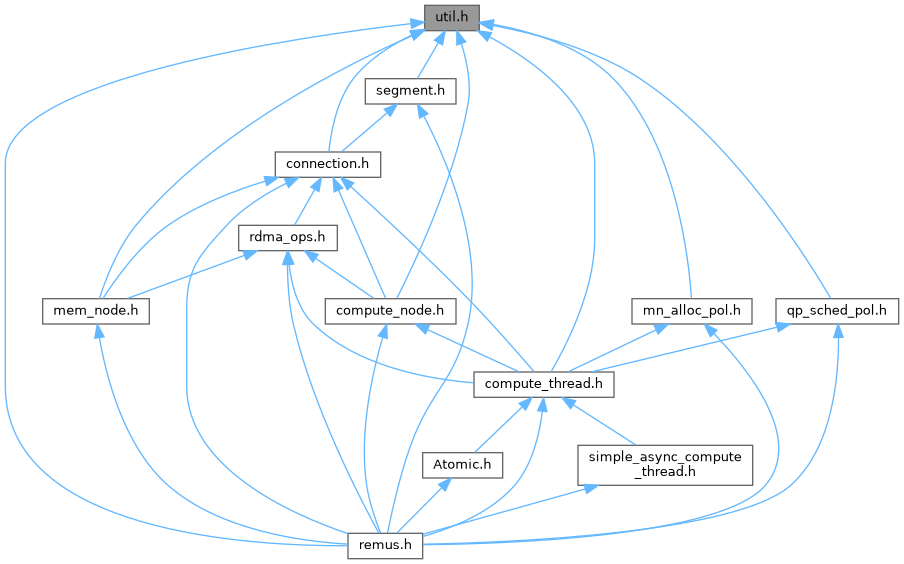 util.h
segment.h
connection.h
rdma_ops.h
mem_node.h
compute_node.h
mn_alloc_pol.h
qp_sched_pol.h
compute_thread.h
Atomic.h
simple_async_compute
_thread.h
remus.h